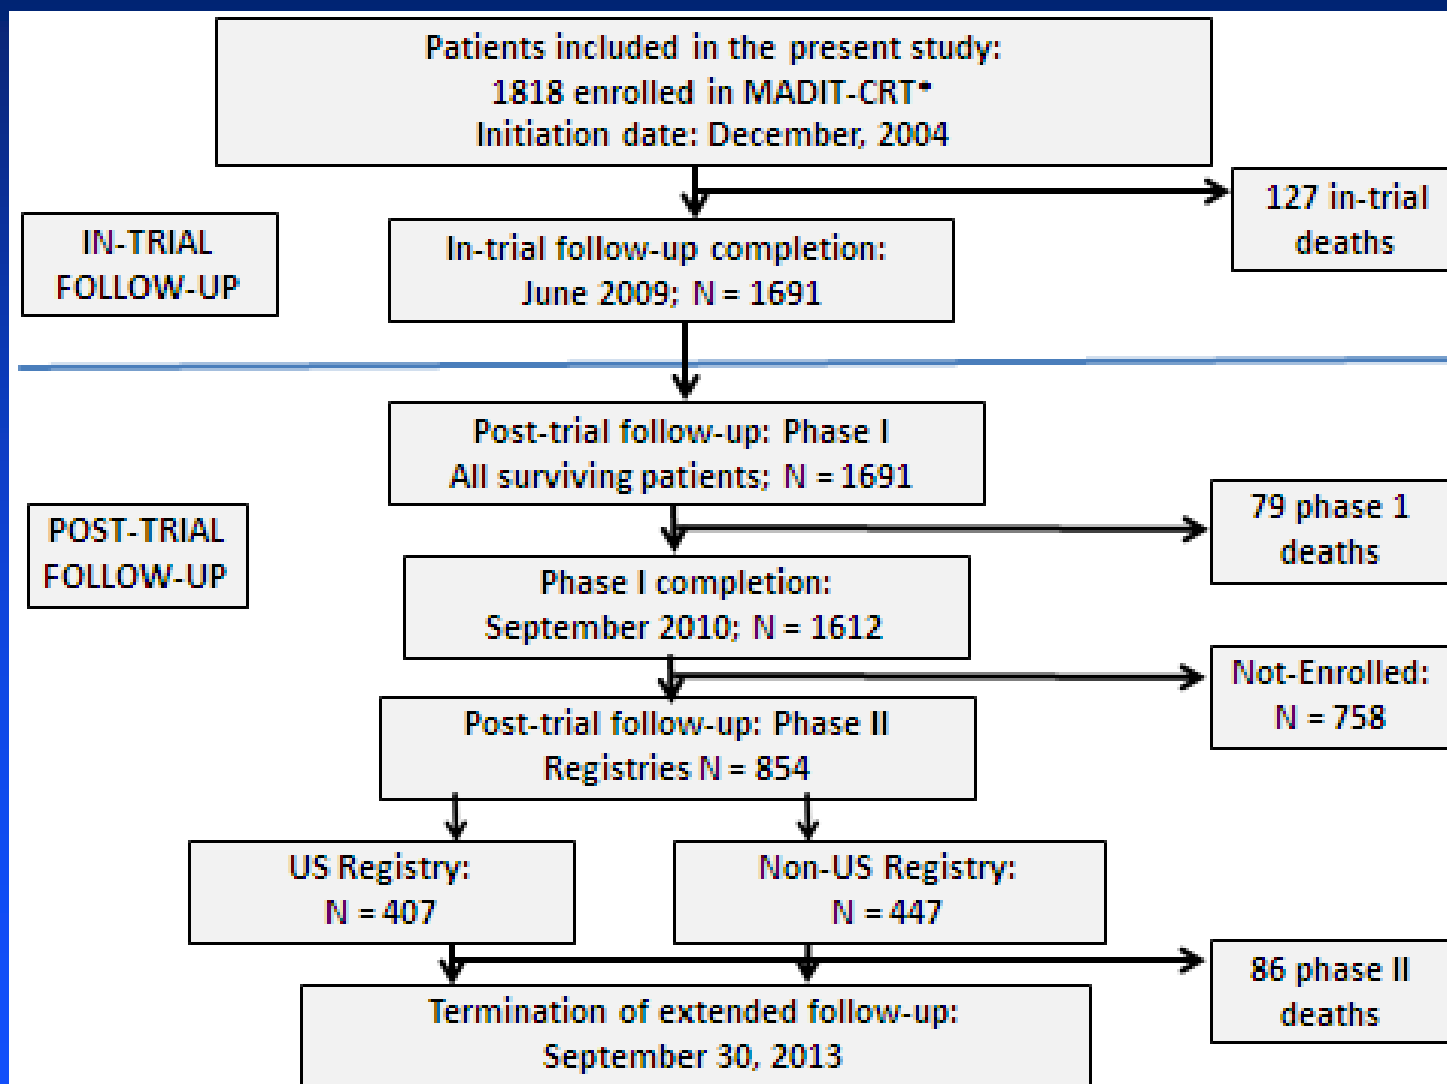 Patients included in the present study:
1818 enrolled in MADIT-CRT*
Initiation date: December, 2004
127 in-trial
deaths
IN-TRIAL
FOLLOW-UP
In-trial follow-up completion:
June 2009; N = 1691
Post-trial follow-up: Phase I
All surviving patients; N = 1691
79 phase 1
deaths
POST-TRIAL
FOLLOW-UP
Phase I completion:
September 2010; N = 1612
Not-Enrolled:
N = 758
Post-trial follow-up: Phase II
Registries N = 854
US Registry:
N = 407
Non-US Registry:
N = 447
86 phase II
deaths
Termination of extended follow-up:
September 30, 2013